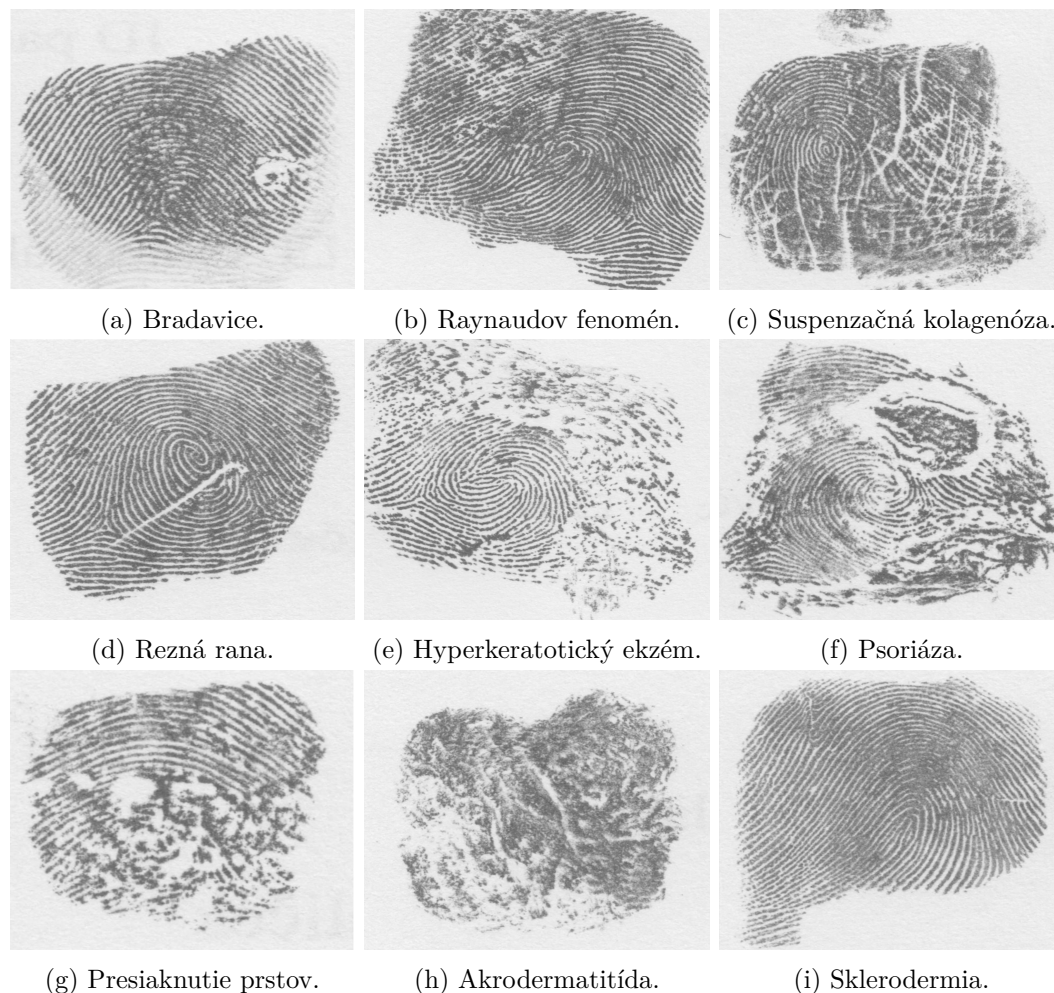 (a) Bradavice.
(b) Raynaudov fenomén.
(c) Suspenzačná kolagenóza.
(d) Rezná rana.
(e) Hyperkeratotický ekzém.
(f) Psoriáza.
(g) Presiaknutie prstov.
(h) Akrodermatitída.
(i) Sklerodermia.